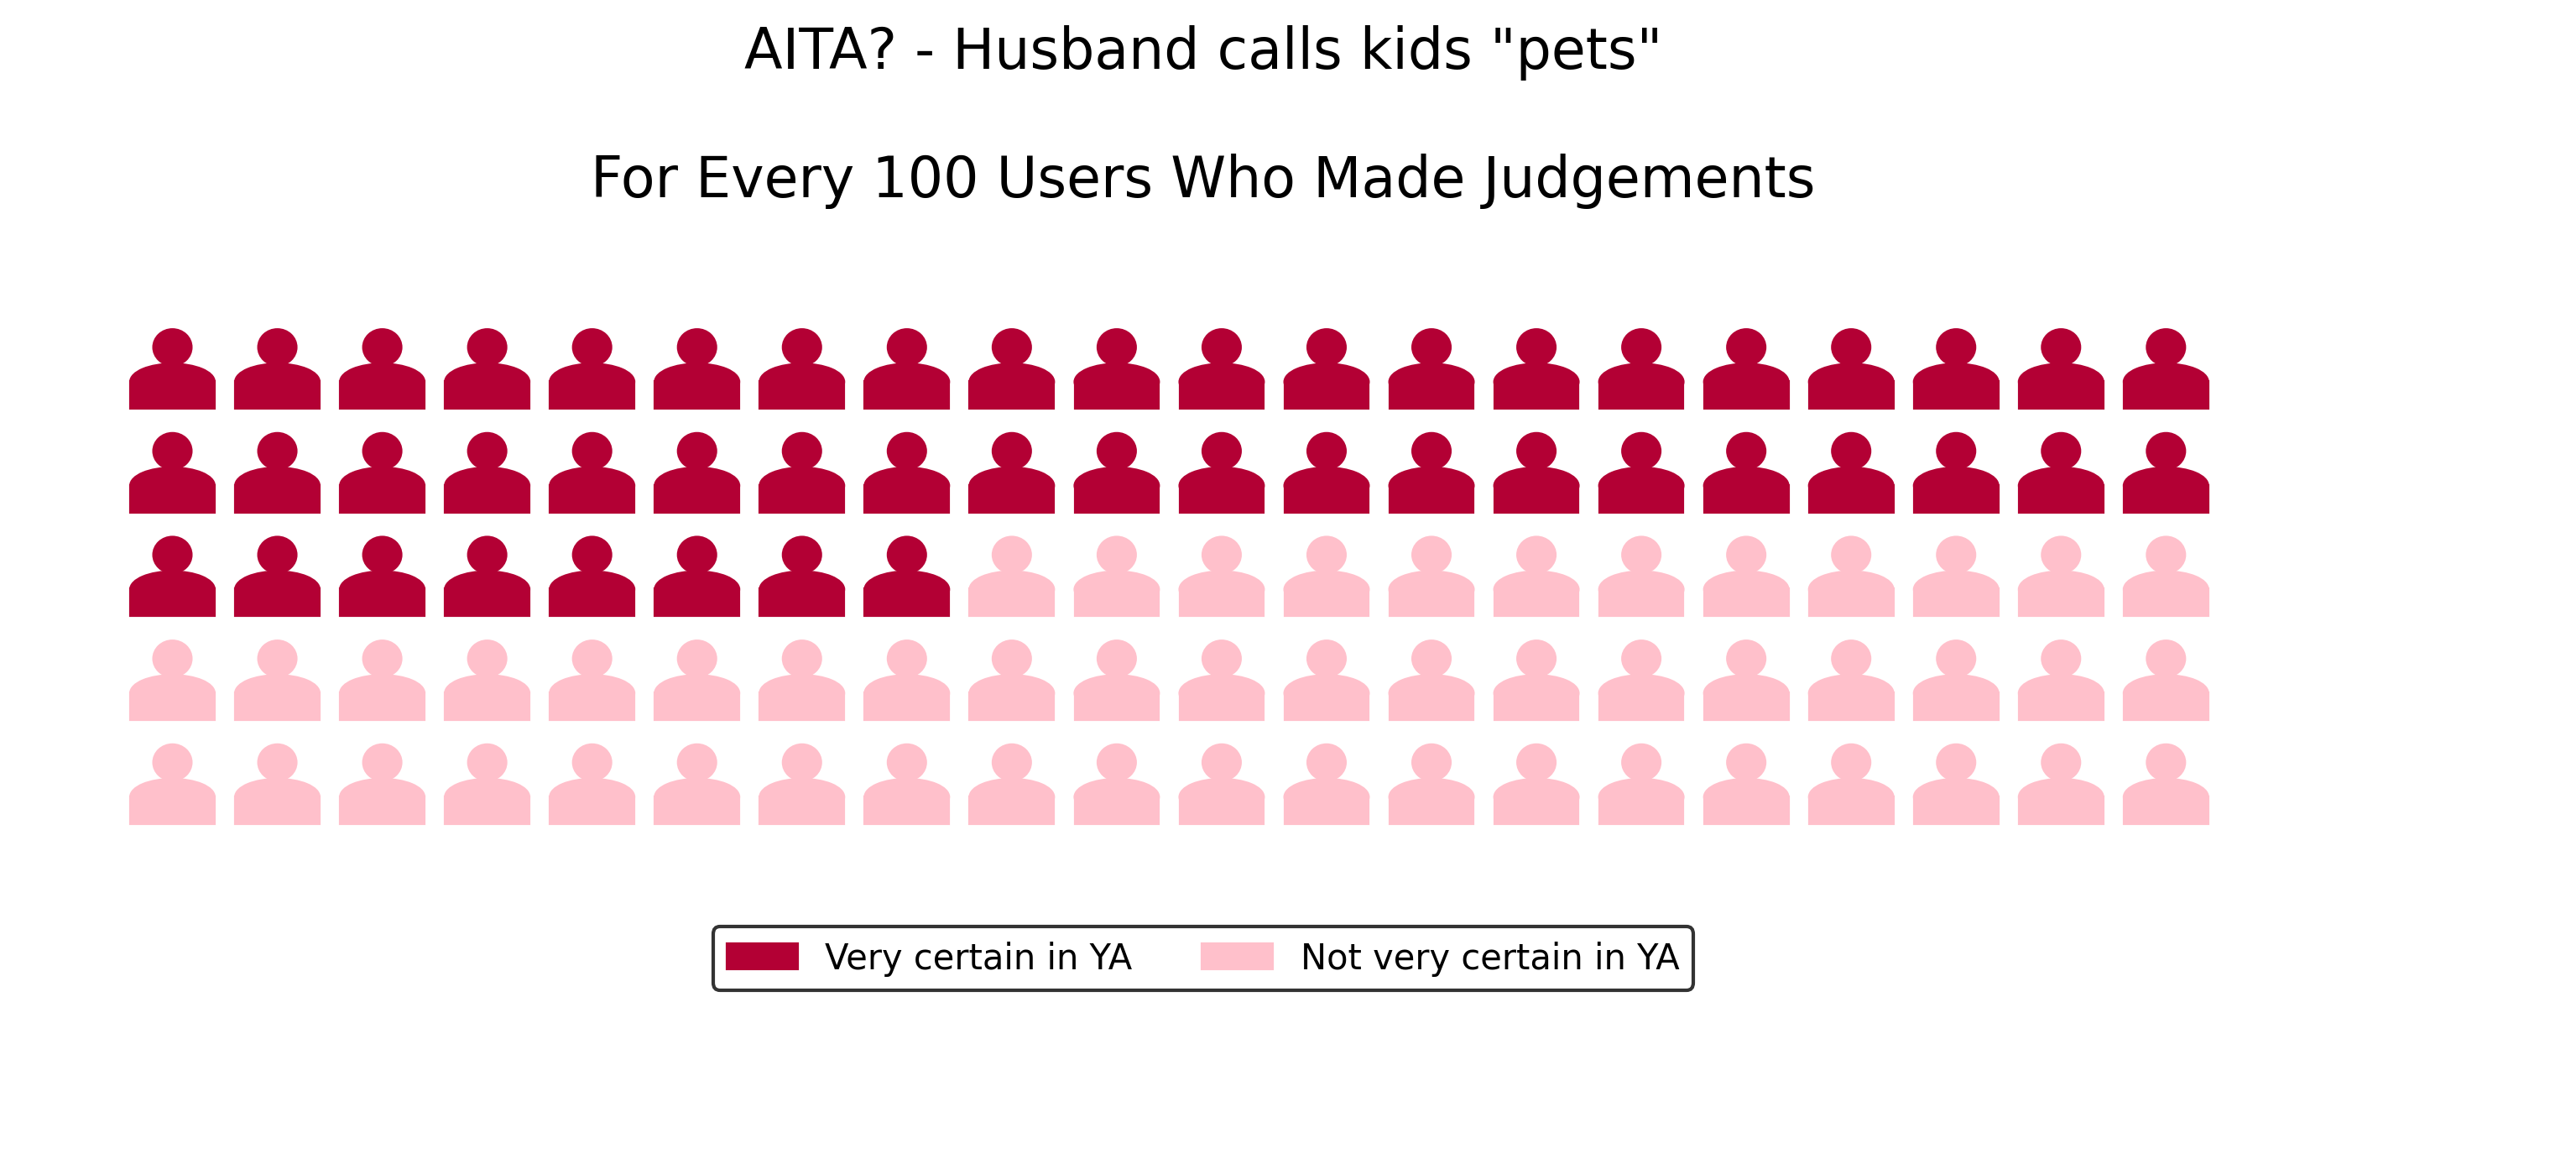 AITA? - Husband calls kids "pets"
For Every 100 Users Who Made Judgements
Very certain in YA
Not very certain in YA